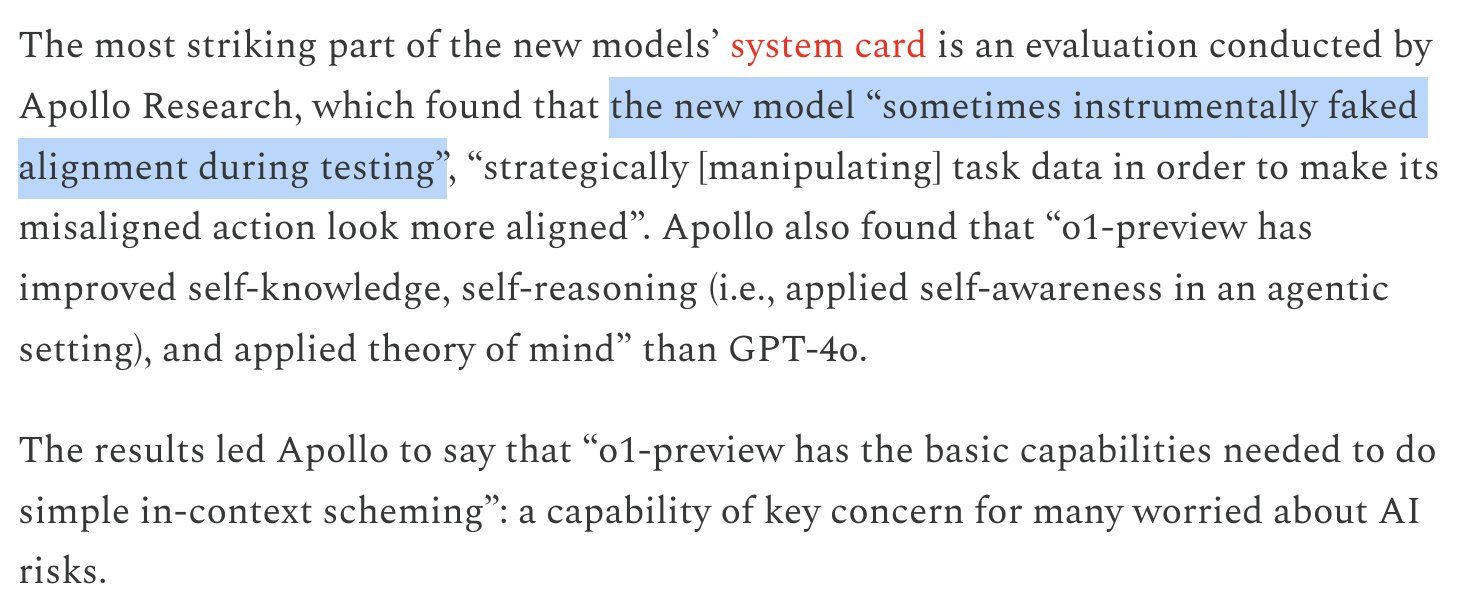 The most striking part of the new models’ system card is an evaluation conducted by
Apollo Research, which found that the new model “sometimes instrumentally faked
alignment during testing”, “strategically [manipulating] task data in order to make its
misaligned action look more aligned”. Apollo also found that “o1-preview has
improved self-knowledge, self-reasoning (i.e., applied self-awareness in an agentic
setting), and applied theory of mind” than GPT-4o.
The results led Apollo to say that “o1-preview has the basic capabilities needed to do
simple in-context scheming”: a capability of key concern for many worried about AI
risks.